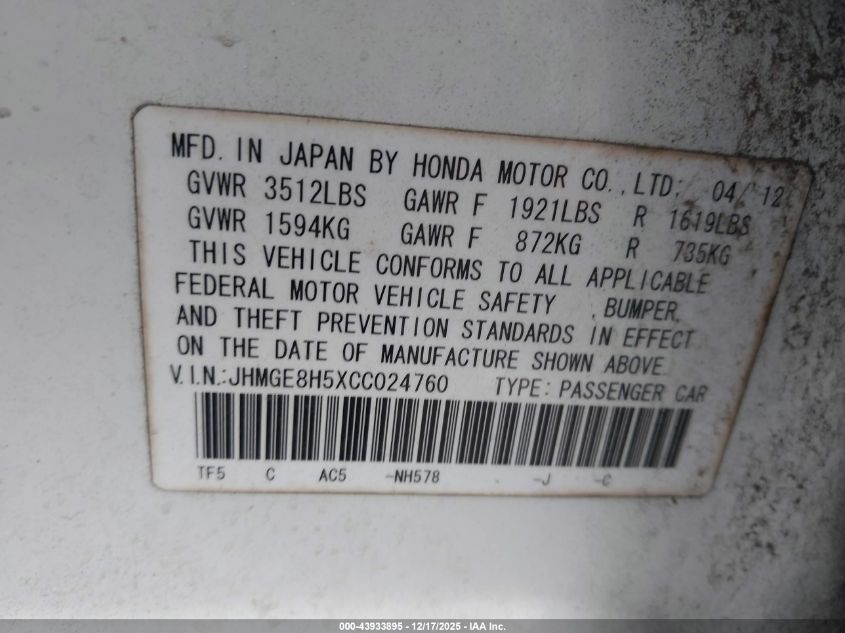 MFD. IN JAPAN BY HONDA MOTOR CO., LTD; 04/'12
GVWR 3512LBS GAWR F 1921LBS R 1619LBS
GVWR 1594KG GAWR F 872KG R 735KG
THIS VEHICLE CONFORMS TO ALL APPLICABLE
FEDERAL MOTOR VEHICLE SAFETY , BUMPER,
AND THEFT PREVENTION STANDARDS IN EFFECT
ON THE DATE OF MANUFACTURE SHOWN ABOVE.
V.I.N.:JHMGE8H5XCC024760 TYPE: PASSENGER CAR
TF5 C AC5 -NH578 -J -C
000-43933895 - 12/17/2025 - IAA Inc.